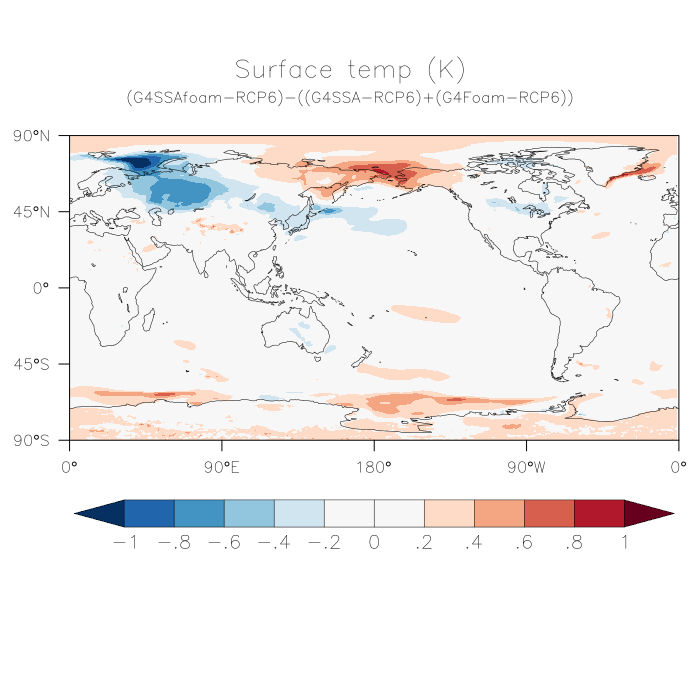 Surface temp (K)
(G4SSAfoam−RCP6)−((G4SSA−RCP6)+(G4Foam−RCP6))
90°N
45°N
0°
45°S
90°S
0° 90°E 180° 90°W 0°
−1 −.8 −.6 −.4 −.2 0 .2 .4 .6 .8 1